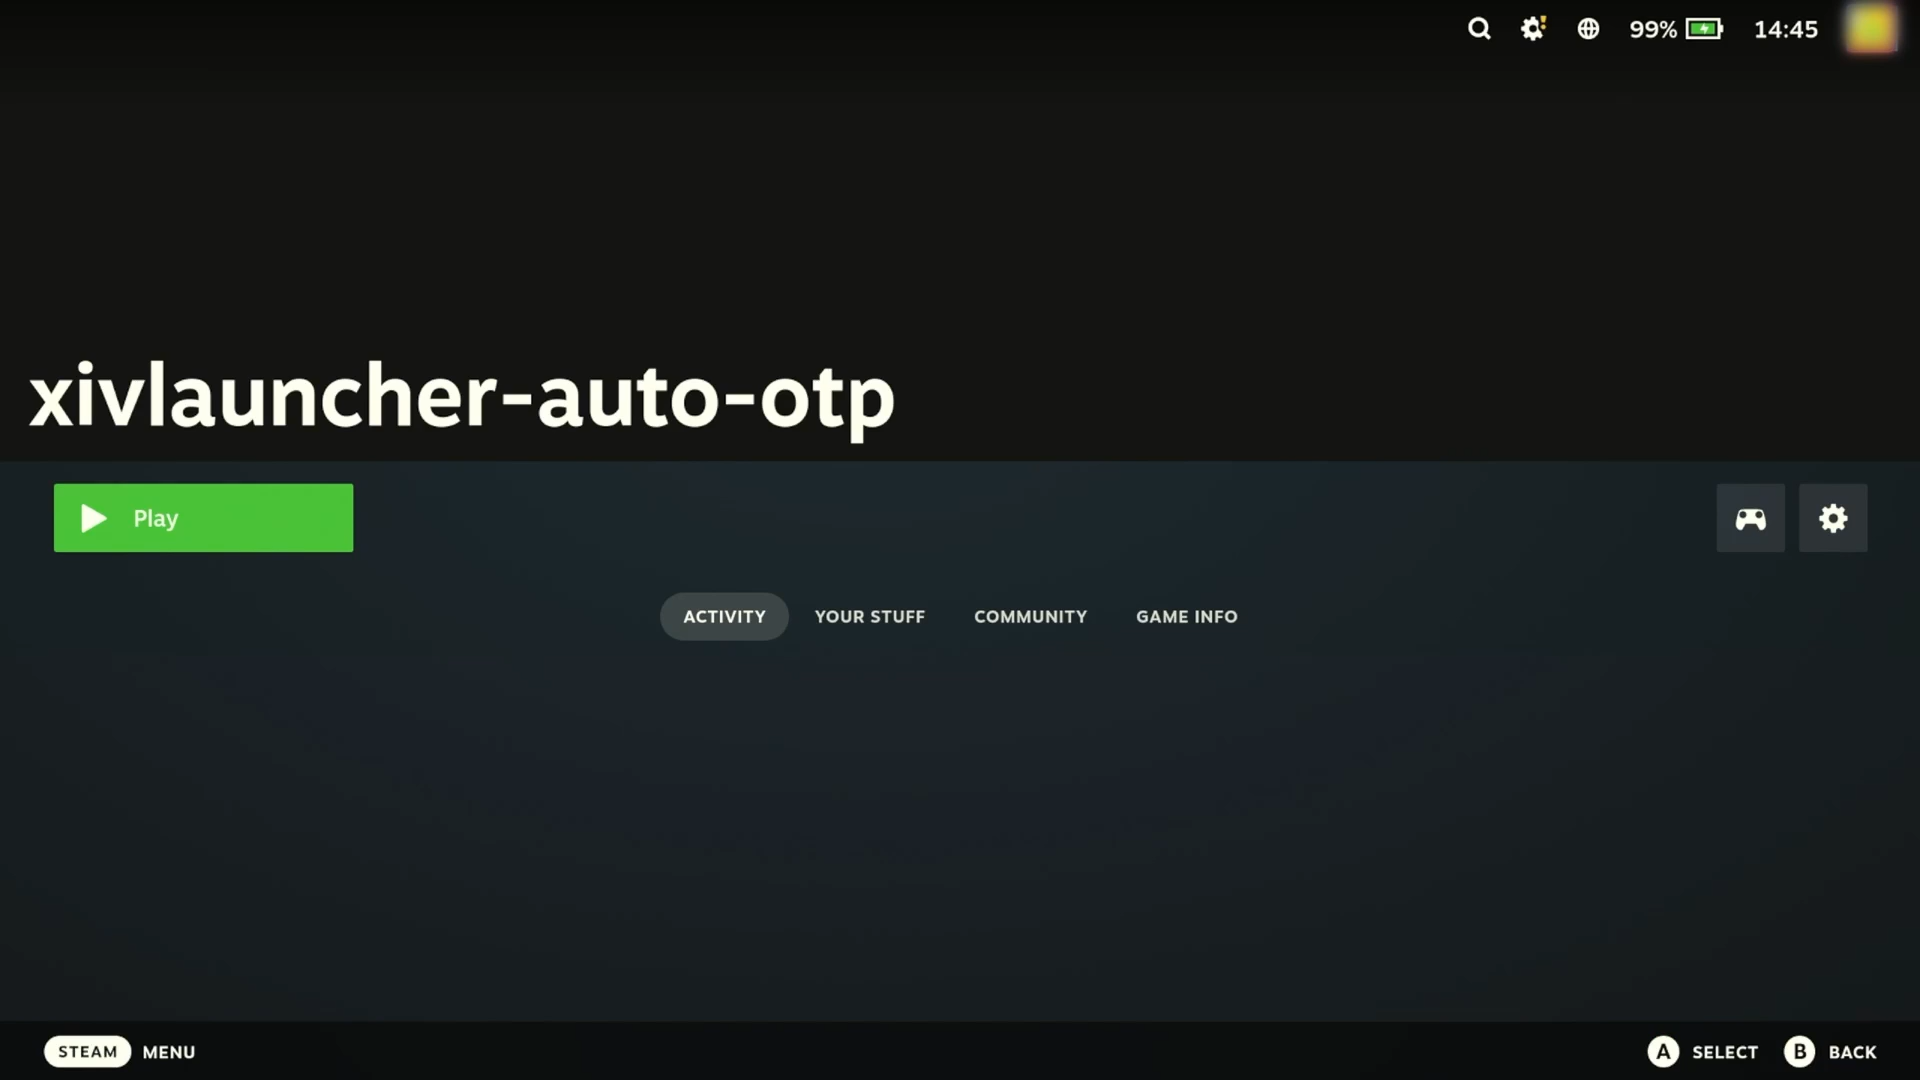 99% 14:45
xivlauncher-auto-otp
Play
ACTIVITY YOUR STUFF COMMUNITY GAME INFO
STEAM MENU A SELECT B BACK